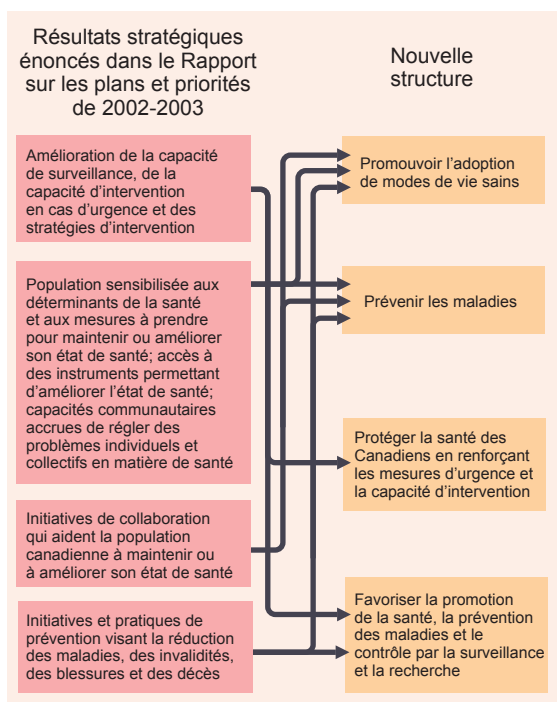 Résultats stratégiques
énoncés dans le Rapport
sur les plans et priorités
de 2002-2003
Amélioration de la capacité
de surveillance, de la
capacité d'intervention
en cas d'urgence et des
stratégies d'intervention
Population sensibilisée aux
déterminants de la santé
et aux mesures à prendre
pour maintenir ou améliorer
son état de santé; accès à
des instruments permettant
d'améliorer l'état de santé;
capacités communautaires
accrues de régler des
problèmes individuels et
collectifs en matière de santé
Initiatives de collaboration
qui aident la population
canadienne à maintenir ou
à améliorer son état de santé
Initiatives et pratiques de
prévention visant la réduction
des maladies, des invalidités,
des blessures et des décès
Nouvelle
structure
Promouvoir l'adoption
de modes de vie sains
Prévenir les maladies
Protéger la santé des
Canadiens en renforçant
les mesures d'urgence et
la capacité d'intervention
Favoriser la promotion
de la santé, la prévention
des maladies et le
contrôle par la surveillance
et la recherche